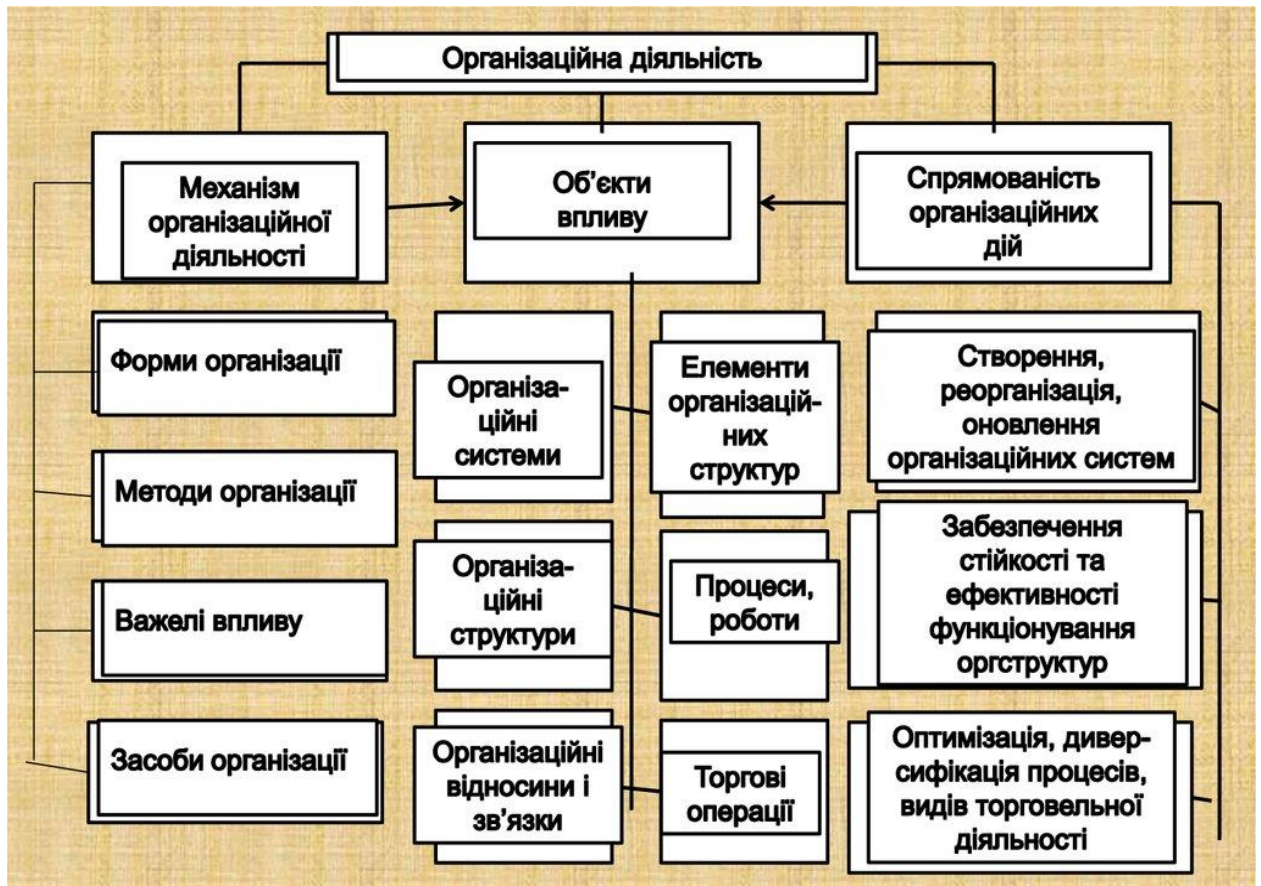 Організаційна діяльність
Механізм
організаційної
діяльності
Об’єкти
впливу
Спрямованість
організаційних
дій
Форми організації
Методи організації
Важелі впливу
Засоби організації
Організа-
ційні
системи
Елементи
організацій-
них
структур
Організа-
ційні
структури
Процеси,
роботи
Організаційні
відносини і
зв’язки
Торгові
операції
Створення,
реорганізація,
оновлення
організаційних систем
Забезпечення
стійкості та
ефективності
функціонування
оргструктур
Оптимізація, дивер-
сифікація процесів,
видів торговельної
діяльності